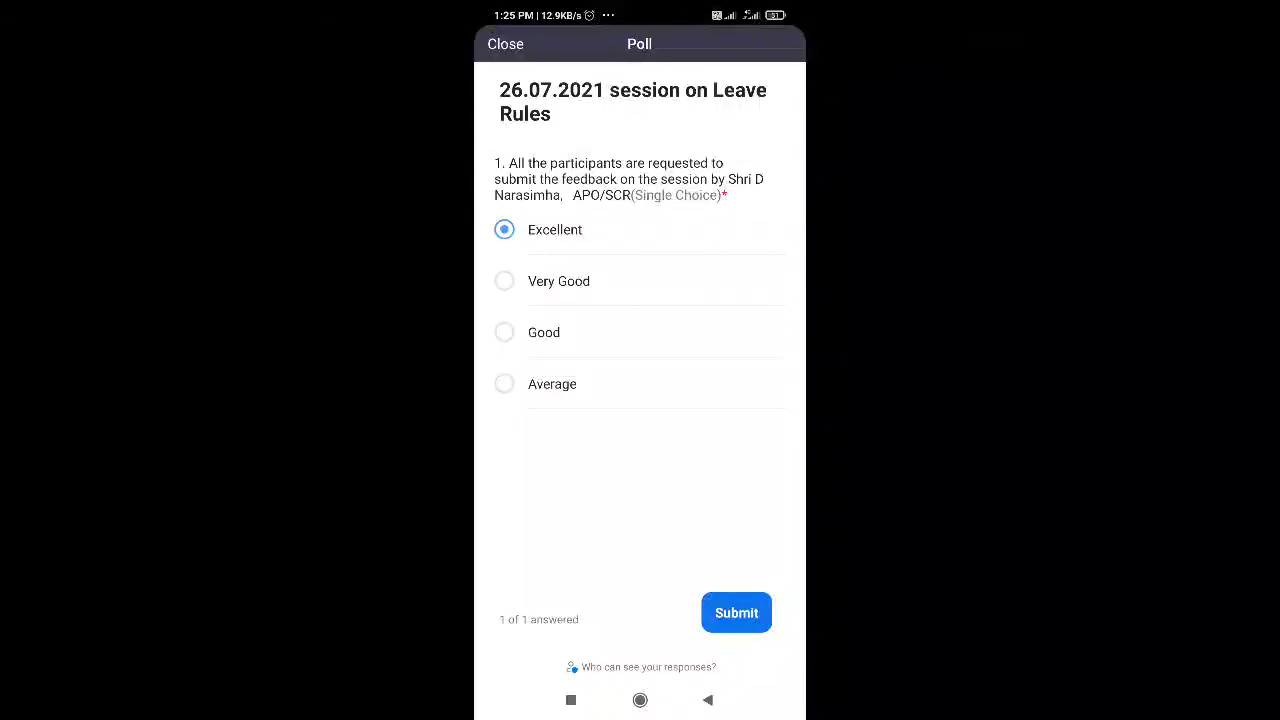 1:25 PM | 12.9KB/s
51
Close
Poll
26.07.2021 session on Leave
Rules
1. All the participants are requested to
submit the feedback on the session by Shri D
Narasimha, APO/SCR(Single Choice)*
Excellent
Very Good
Good
Average
1 of 1 answered
Submit
Who can see your responses?